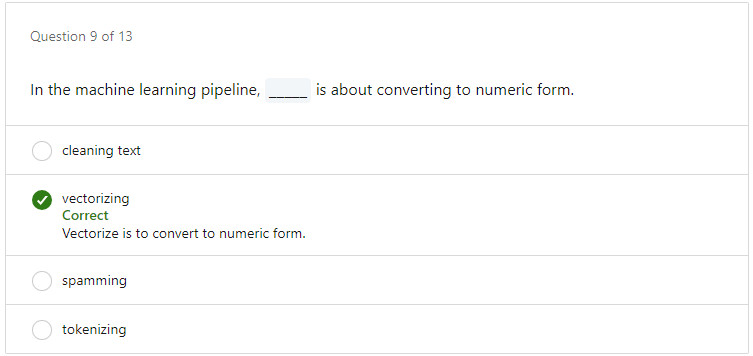 Question 9 of 13
In the machine learning pipeline, _____ is about converting to numeric form.
cleaning text
vectorizing
Correct
Vectorize is to convert to numeric form.
spamming
tokenizing